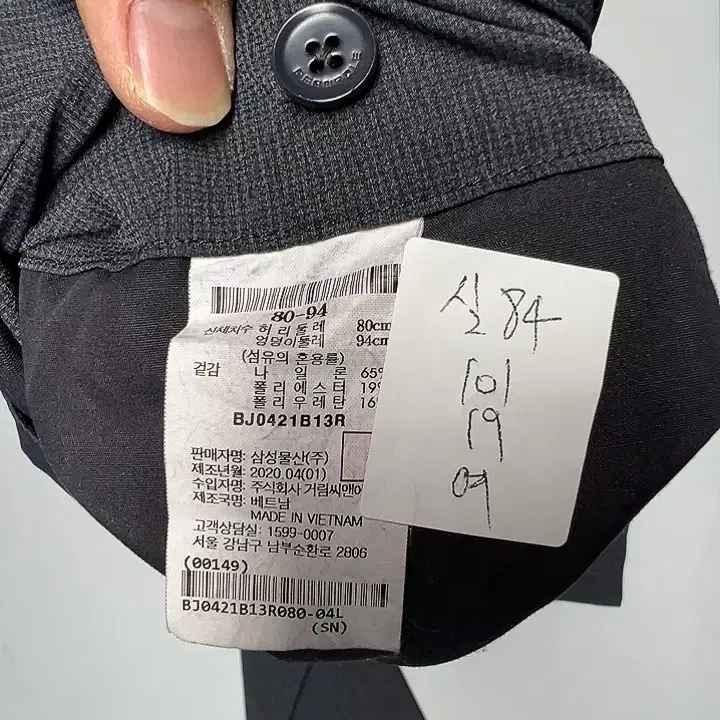 BEANPOLE
80-94
신체치수 허 리 둘 레 80cm
엉덩이둘레 94cm
(섬유의 혼용률)
겉감 나 일 론 65%
폴 리 에 스 터 19%
폴 리 우 레 탄 16
BJ0421B13R
판매자명: 삼성물산(주)
제조년월: 2020.04(01)
수입자명: 주식회사 거림씨앤
제조국명: 베트남
MADE IN VIETNAM
고객상담실: 1599-0007
서울 강남구 남부순환로 2806
(00149)
BJ0421B13R080-04L
(SN)
실 84
101
19
여